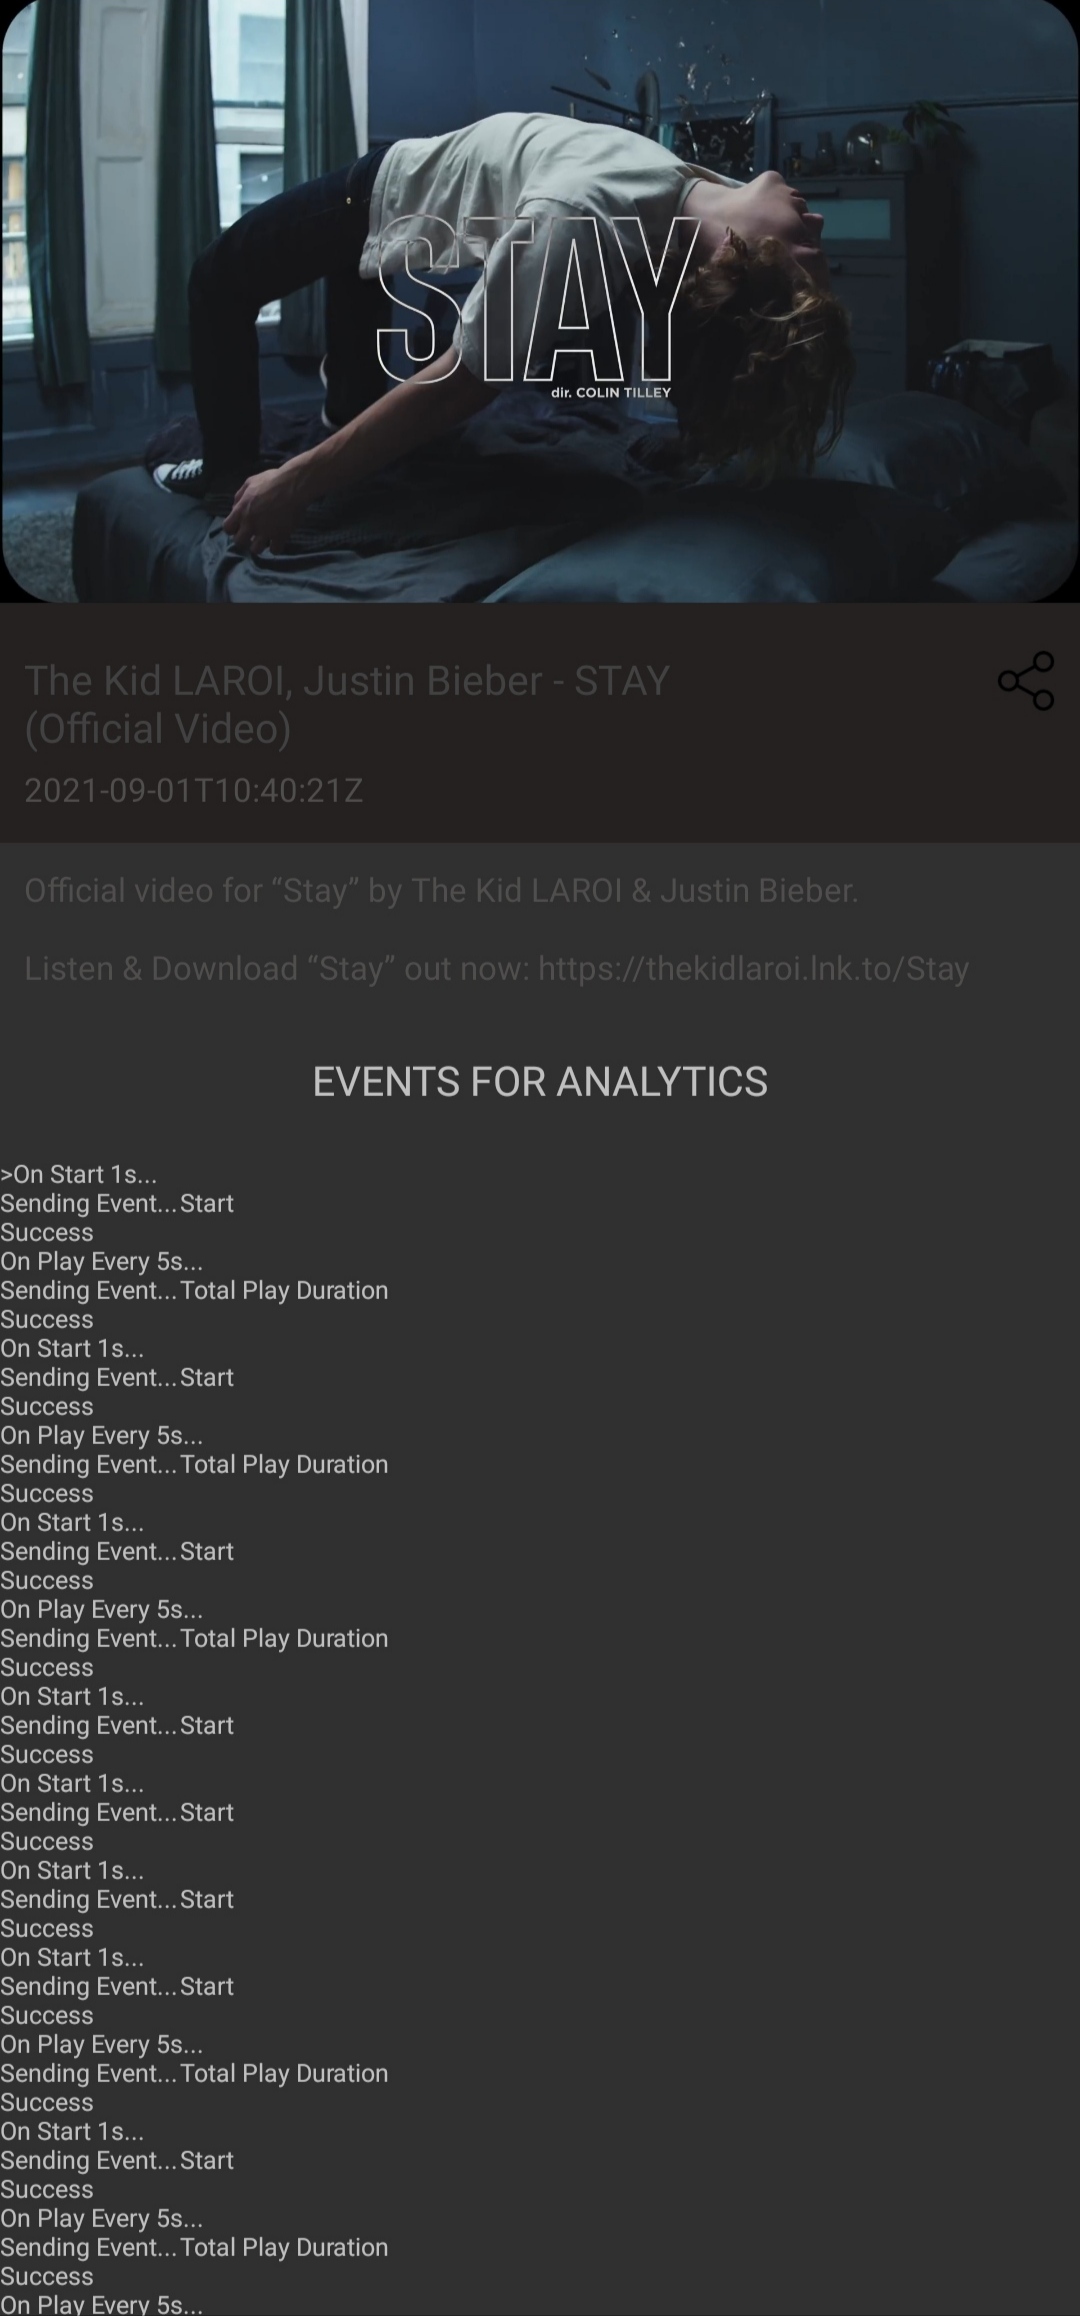 STAY
dir. COLIN TILLEY
The Kid LAROI, Justin Bieber - STAY
(Official Video)
2021-09-01T10:40:21Z
Official video for “Stay” by The Kid LAROI & Justin Bieber.
Listen & Download “Stay” out now: https://thekidlaroi.lnk.to/Stay
EVENTS FOR ANALYTICS
>On Start 1s...
Sending Event...Start
Success
On Play Every 5s...
Sending Event...Total Play Duration
Success
On Start 1s...
Sending Event...Start
Success
On Play Every 5s...
Sending Event...Total Play Duration
Success
On Start 1s...
Sending Event...Start
Success
On Play Every 5s...
Sending Event...Total Play Duration
Success
On Start 1s...
Sending Event...Start
Success
On Start 1s...
Sending Event...Start
Success
On Start 1s...
Sending Event...Start
Success
On Start 1s...
Sending Event...Start
Success
On Play Every 5s...
Sending Event...Total Play Duration
Success
On Start 1s...
Sending Event...Start
Success
On Play Every 5s...
Sending Event...Total Play Duration
Success
On Play Every 5s...